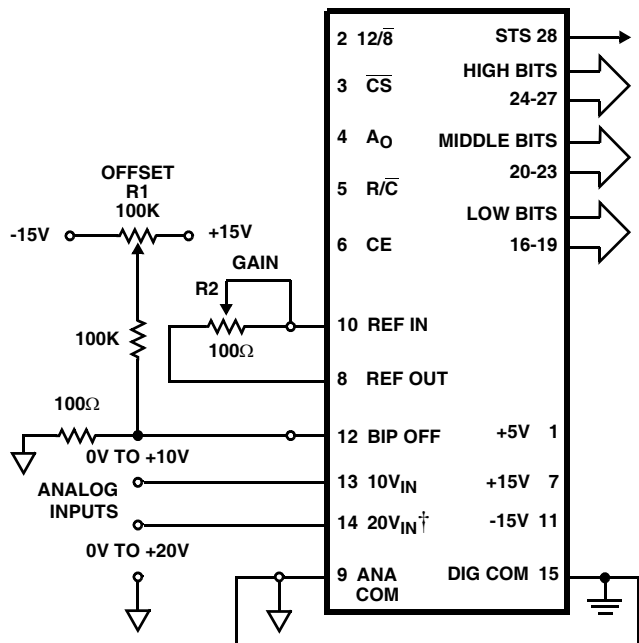 2 12/8̅
STS 28
HIGH BITS
24-27
3 C̅S̅
4 AO
MIDDLE BITS
20-23
5 R/C̅
LOW BITS
16-19
6 CE
OFFSET
R1
100K
-15V
+15V
GAIN
R2
100Ω
10 REF IN
100K
8 REF OUT
100Ω
12 BIP OFF
+5V 1
0V TO +10V
13 10VIN
+15V 7
ANALOG
INPUTS
14 20VIN†
-15V 11
0V TO +20V
9 ANA
COM
DIG COM 15